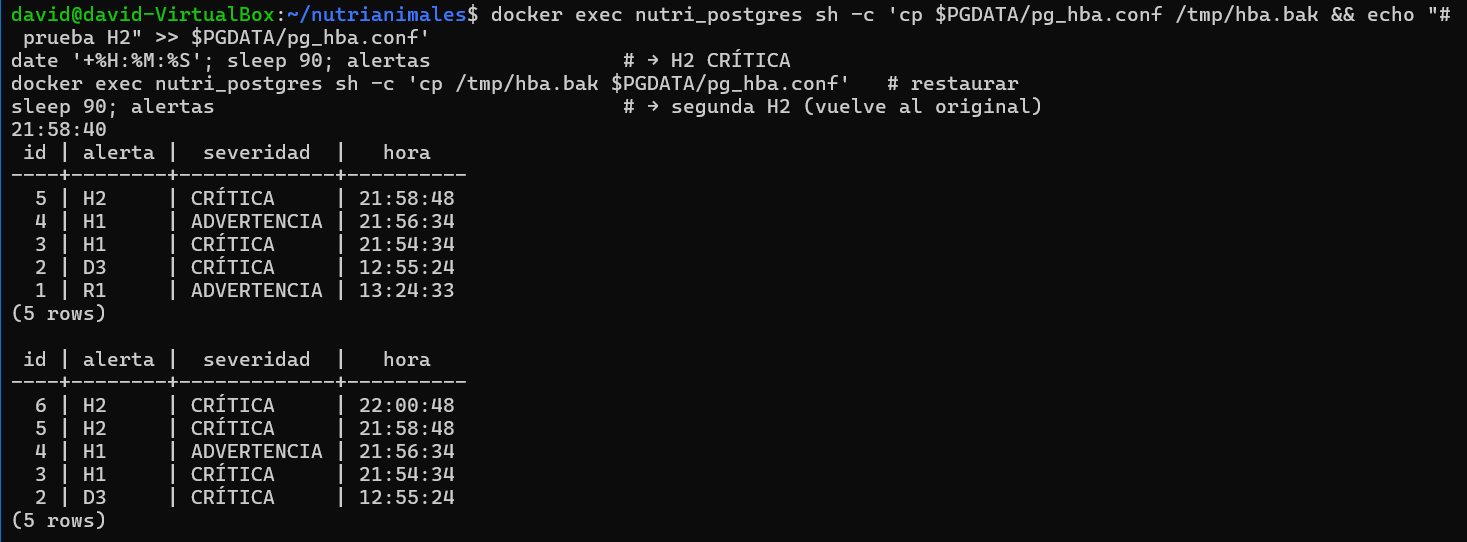 david@david-VirtualBox:~/nutrianimales$ docker exec nutri_postgres sh -c 'cp $PGDATA/pg_hba.conf /tmp/hba.bak && echo "#
 prueba H2" >> $PGDATA/pg_hba.conf'
date '+%H:%M:%S'; sleep 90; alertas                # → H2 CRÍTICA
docker exec nutri_postgres sh -c 'cp /tmp/hba.bak $PGDATA/pg_hba.conf'   # restaurar
sleep 90; alertas                                  # → segunda H2 (vuelve al original)
21:58:40
 id | alerta |  severidad  |   hora
----+--------+-------------+----------
  5 | H2     | CRÍTICA     | 21:58:48
  4 | H1     | ADVERTENCIA | 21:56:34
  3 | H1     | CRÍTICA     | 21:54:34
  2 | D3     | CRÍTICA     | 12:55:24
  1 | R1     | ADVERTENCIA | 13:24:33
(5 rows)

 id | alerta |  severidad  |   hora
----+--------+-------------+----------
  6 | H2     | CRÍTICA     | 22:00:48
  5 | H2     | CRÍTICA     | 21:58:48
  4 | H1     | ADVERTENCIA | 21:56:34
  3 | H1     | CRÍTICA     | 21:54:34
  2 | D3     | CRÍTICA     | 12:55:24
(5 rows)